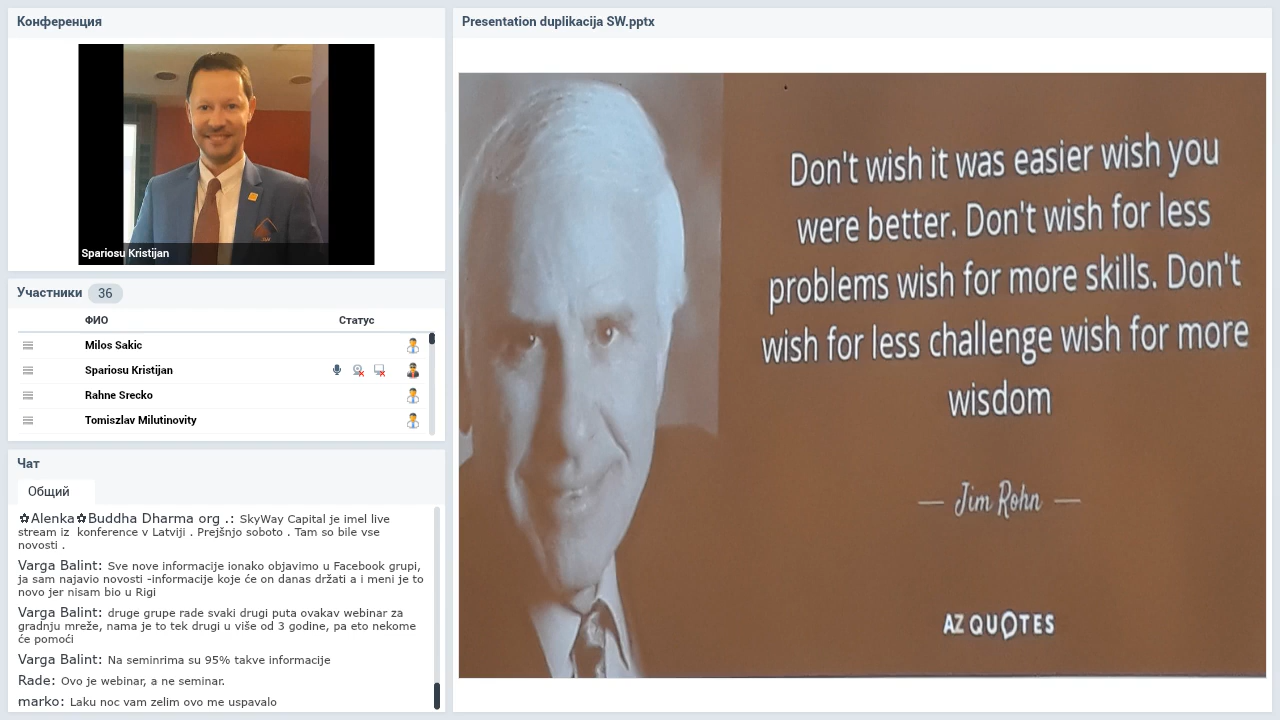 Конференция
Spariosu Kristijan
Участники 36
ФИО Статус
Milos Sakic
Spariosu Kristijan
Rahne Srecko
Tomiszlav Milutinovity
Чат
Общий
✿Alenka✿Buddha Dharma org .: SkyWay Capital je imel live
stream iz konference v Latviji . Prejšnjo soboto . Tam so bile vse
novosti .
Varga Balint: Sve nove informacije ionako objavimo u Facebook grupi,
ja sam najavio novosti -informacije koje će on danas držati a i meni je to
novo jer nisam bio u Rigi
Varga Balint: druge grupe rade svaki drugi puta ovakav webinar za
gradnju mreže, nama je to tek drugi u više od 3 godine, pa eto nekome
će pomoći
Varga Balint: Na seminrima su 95% takve informacije
Rade: Ovo je webinar, a ne seminar.
marko: Laku noc vam zelim ovo me uspavalo
Presentation duplikacija SW.pptx
Don't wish it was easier wish you
were better. Don't wish for less
problems wish for more skills. Don't
wish for less challenge wish for more
wisdom
— Jim Rohn —
AZ QUOTES